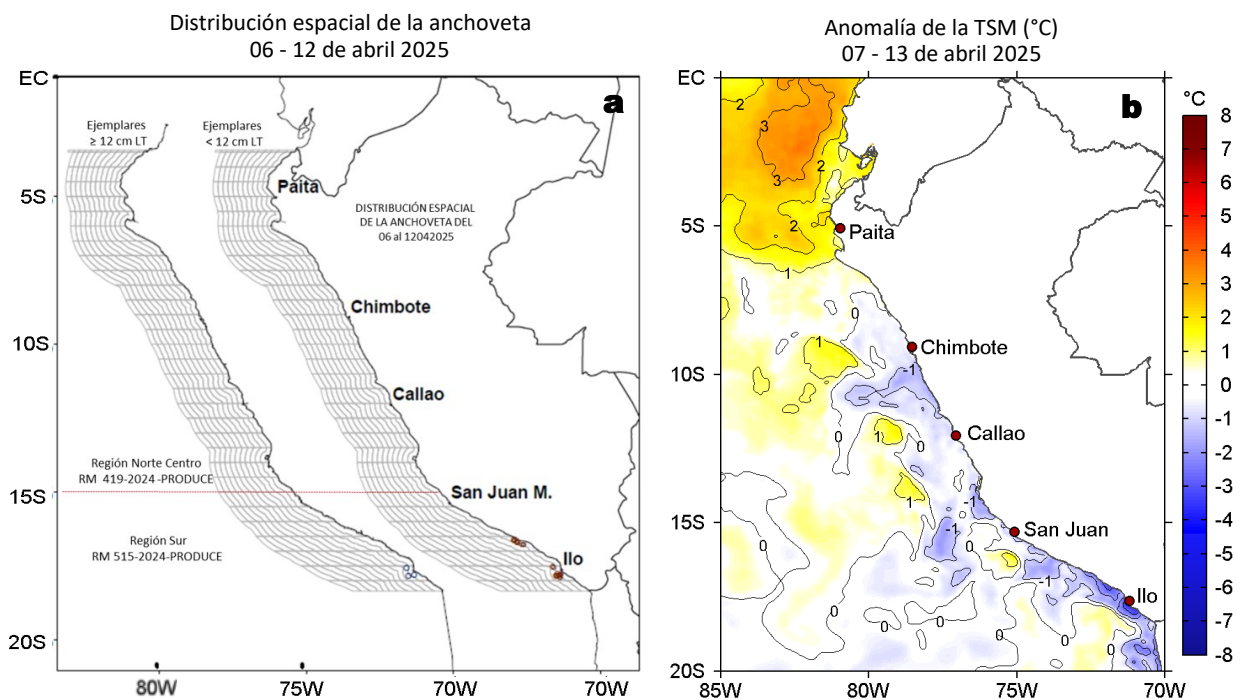 Distribución espacial de la anchoveta
06 - 12 de abril 2025
EC
5S
10S
15S
20S
80W
75W
70W
70W
a
Ejemplares
≥ 12 cm LT
Ejemplares
< 12 cm LT
Paita
DISTRIBUCIÓN ESPACIAL
DE LA ANCHOVETA DEL
06 al 12042025
Chimbote
Callao
Región Norte Centro
RM 419-2024 -PRODUCE
San Juan M.
Región Sur
RM 515-2024-PRODUCE
Ilo
Anomalía de la TSM (°C)
07 - 13 de abril 2025
EC
5S
10S
15S
20S
85W
80W
75W
70W
b
2
3
3
2
2
1
Paita
0
1
-1
Chimbote
0
1
0
Callao
-1
1
San Juan
-1
0
0
-1
Ilo
0
0
0
0
0
0
°C
8
7
6
5
4
3
2
1
0
-1
-2
-3
-4
-5
-6
-7
-8